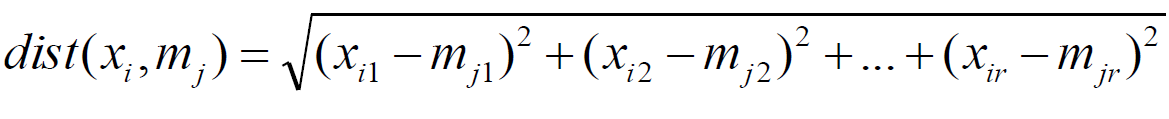 dist(x_i, m_j) = √((x_{i1} − m_{j1})² + (x_{i2} − m_{j2})² + ... + (x_{ir} − m_{jr})²)